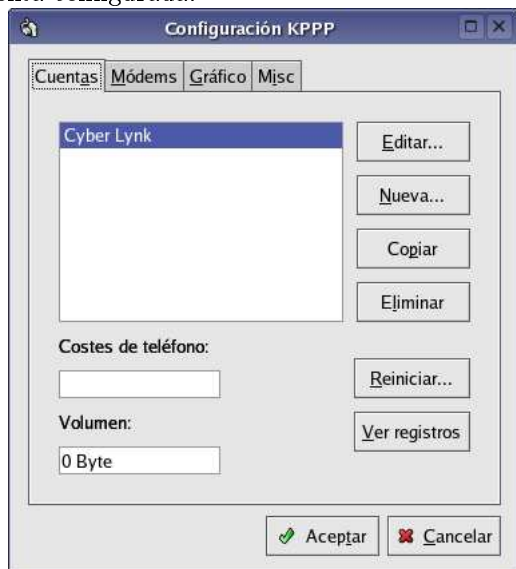 configurada.
Configuración KPPP
Cuentas Módems Gráfico Misc
Cyber Lynk
Editar...
Nueva...
Copiar
Eliminar
Costes de teléfono:
Reiniciar...
Volumen:
Ver registros
0 Byte
Aceptar Cancelar